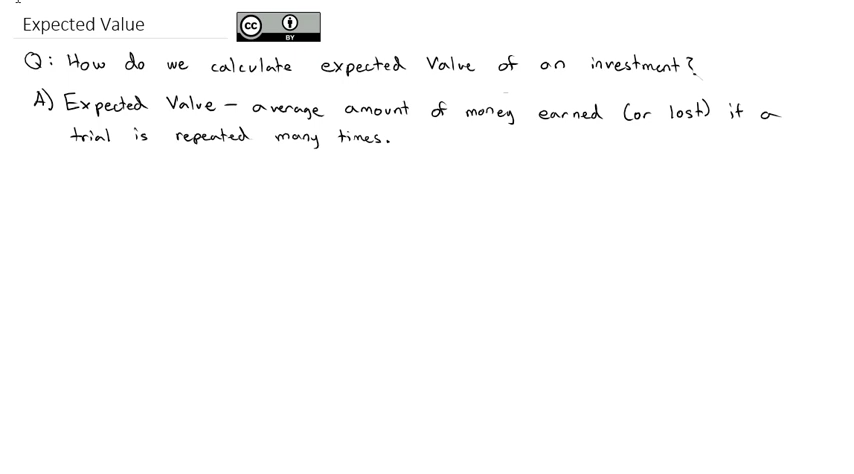 Expected Value
cc BY
Q: How do we calculate expected value of an investment?
A) Expected Value - average amount of money earned (or lost) if a
trial is repeated many times.